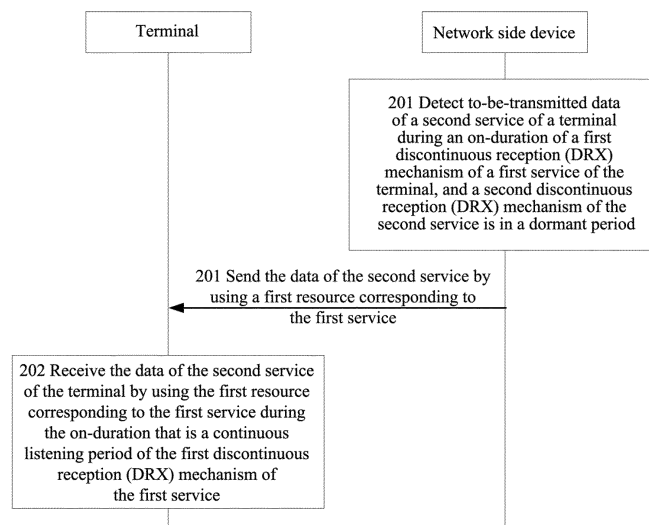 Terminal
Network side device
201 Detect to-be-transmitted data
of a second service of a terminal
during an on-duration of a first
discontinuous reception (DRX)
mechanism of a first service of the
terminal, and a second discontinuous
reception (DRX) mechanism of the
second service is in a dormant period
201 Send the data of the second service by
using a first resource corresponding to
the first service
202 Receive the data of the second service
of the terminal by using the first resource
corresponding to the first service during
the on-duration that is a continuous
listening period of the first discontinuous
reception (DRX) mechanism of
the first service